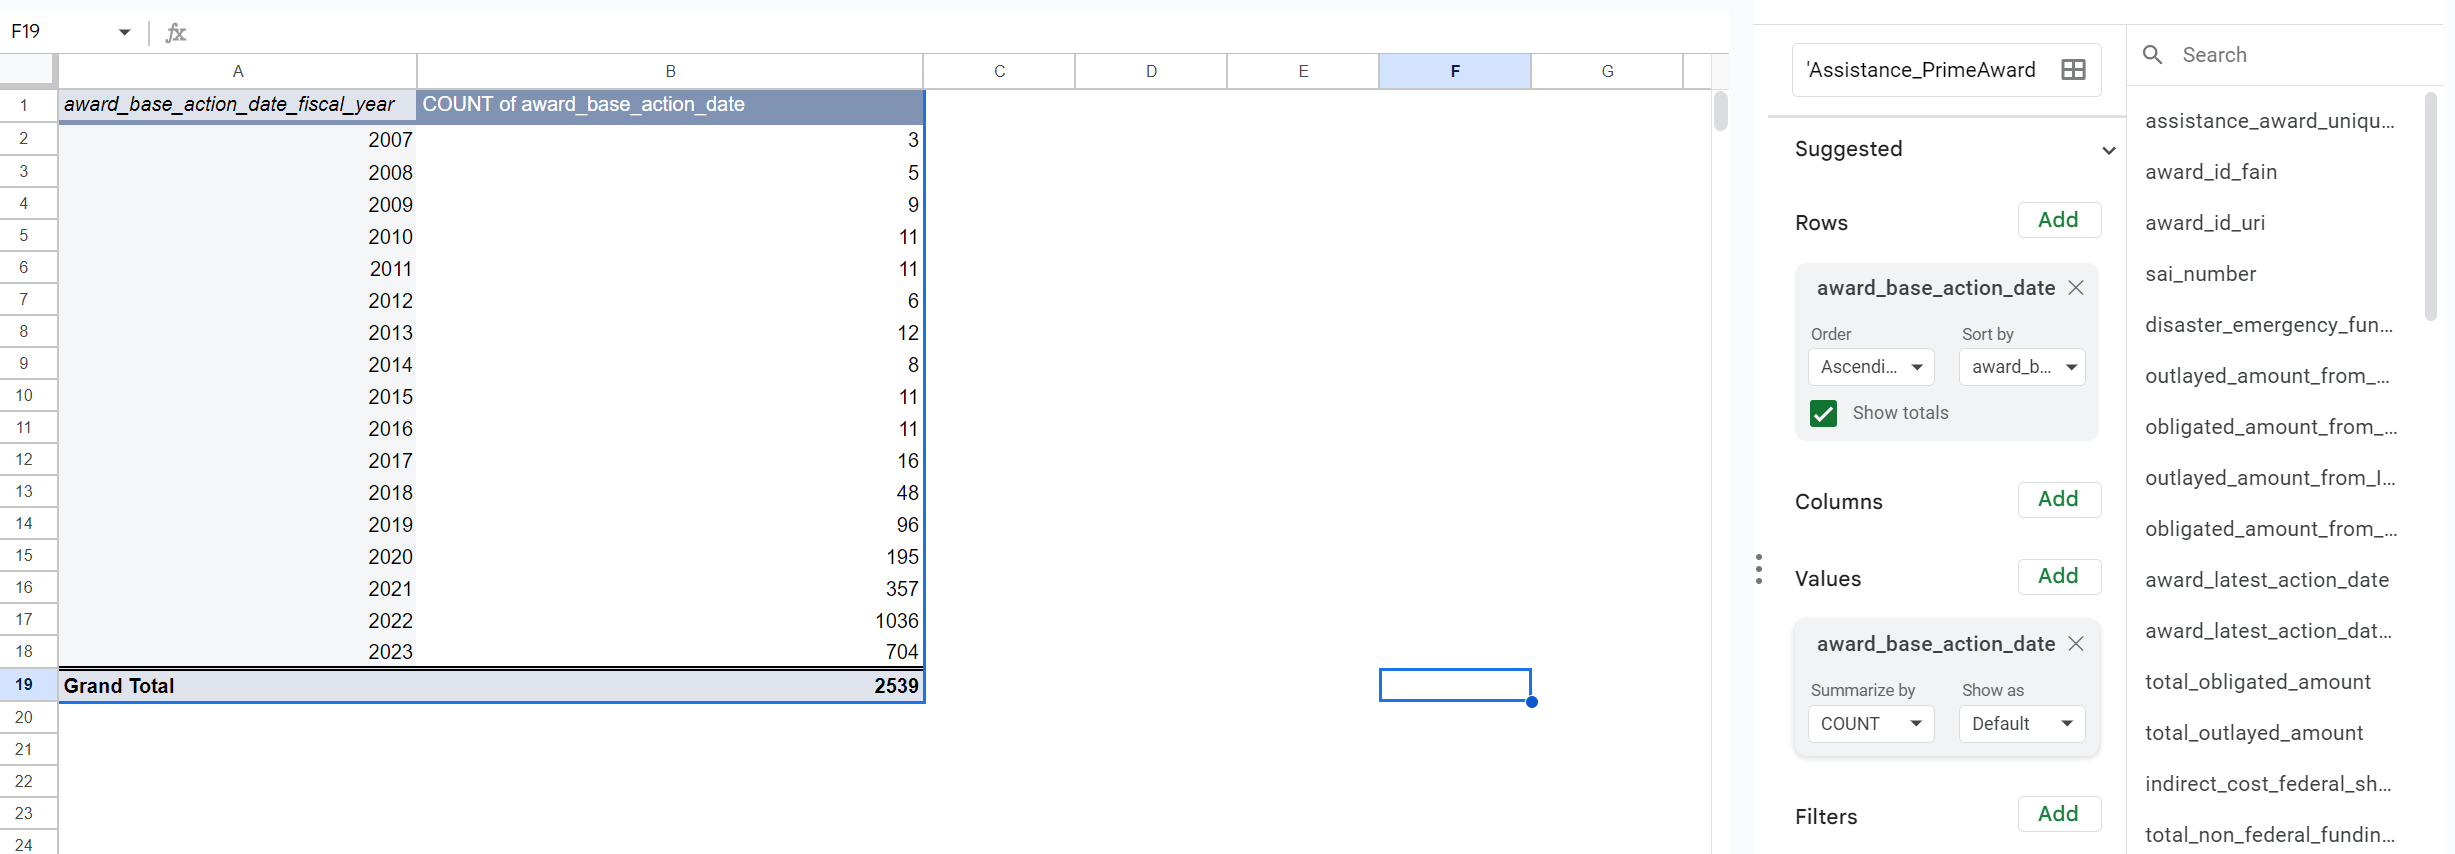 F19
fx
A B C D E F G
1 award_base_action_date_fiscal_year COUNT of award_base_action_date
2 2007 3
3 2008 5
4 2009 9
5 2010 11
6 2011 11
7 2012 6
8 2013 12
9 2014 8
10 2015 11
11 2016 11
12 2017 16
13 2018 48
14 2019 96
15 2020 195
16 2021 357
17 2022 1036
18 2023 704
19 Grand Total 2539
20
21
22
23
24
'Assistance_PrimeAward
Suggested
Rows Add
award_base_action_date
Order Sort by
Ascendi... award_b...
Show totals
Columns Add
Values Add
award_base_action_date
Summarize by Show as
COUNT Default
Filters Add
Search
assistance_award_uniqu...
award_id_fain
award_id_uri
sai_number
disaster_emergency_fun...
outlayed_amount_from_...
obligated_amount_from_...
outlayed_amount_from_I...
obligated_amount_from_...
award_latest_action_date
award_latest_action_dat...
total_obligated_amount
total_outlayed_amount
indirect_cost_federal_sh...
total_non_federal_fundin...